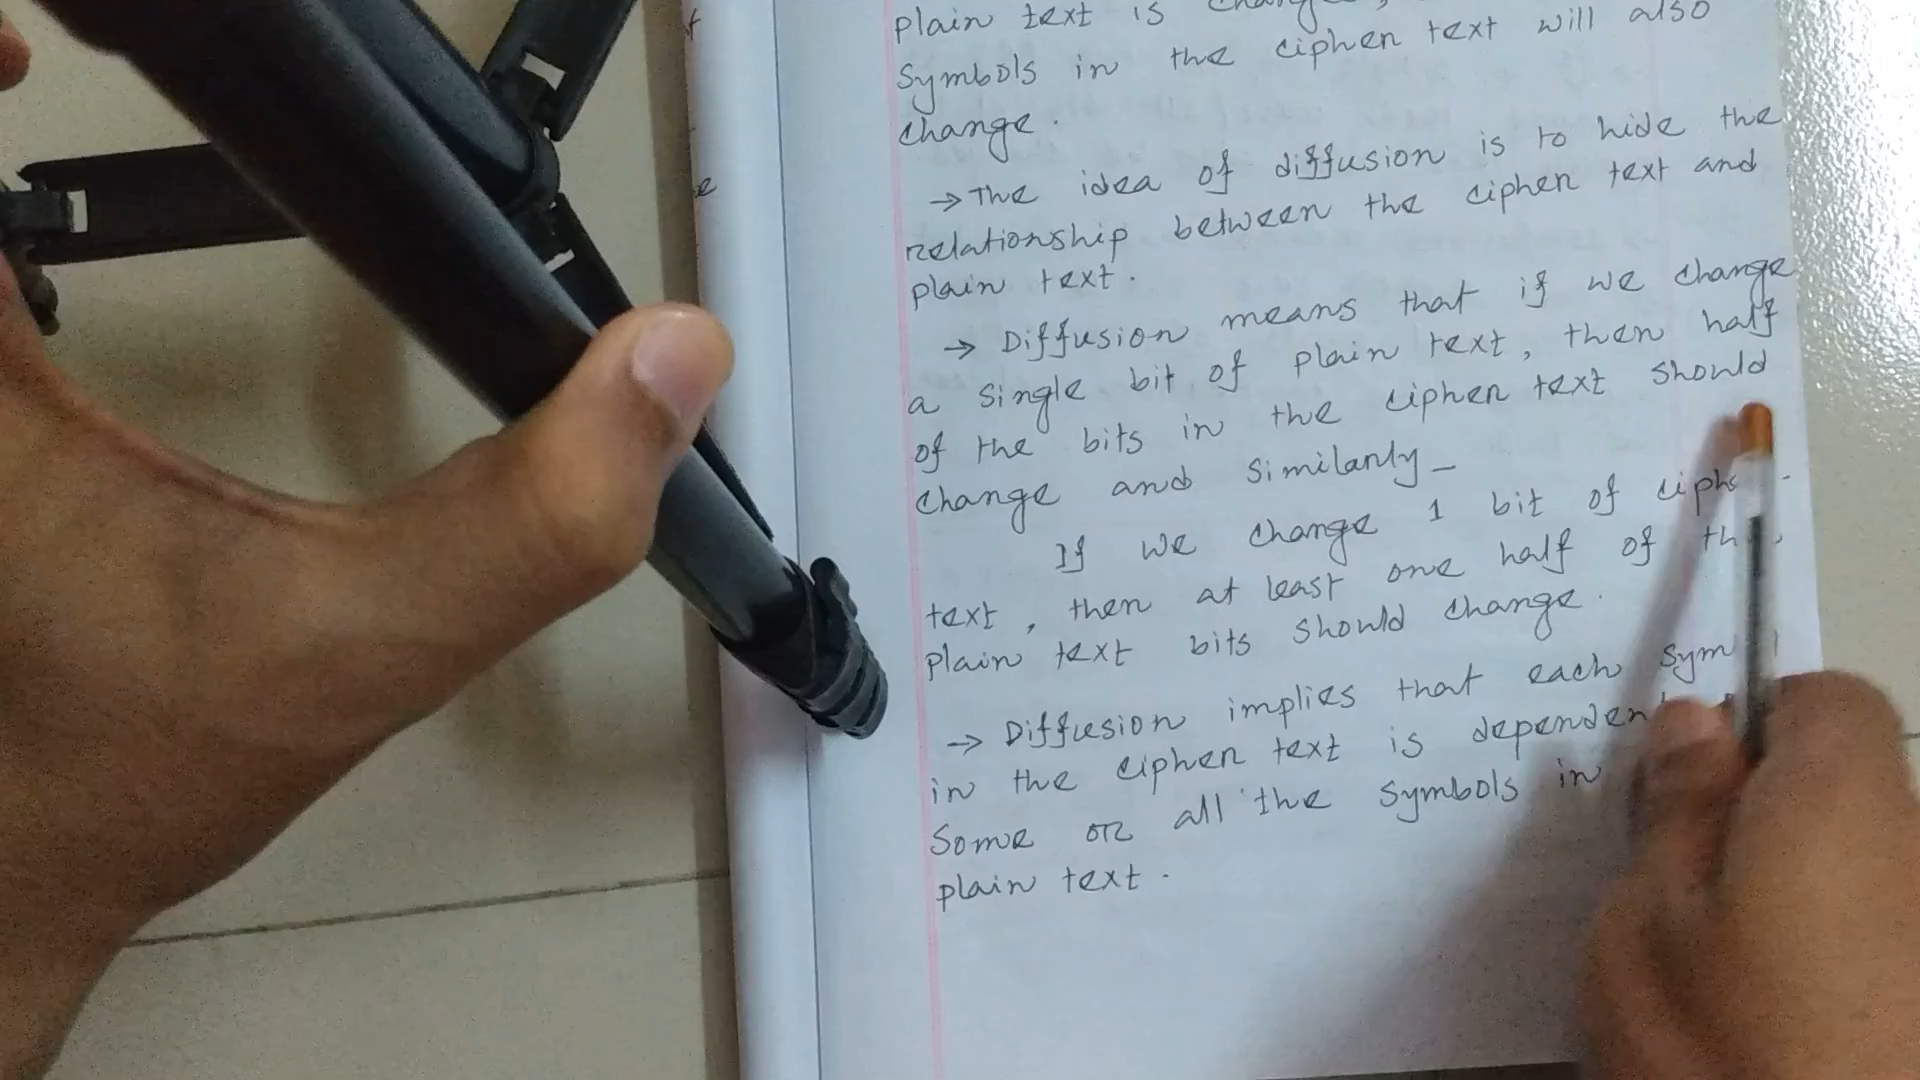 plain text is
symbols in the cipher text will also
change.
→ The idea of diffusion is to hide the
relationship between the cipher text and
plain text.
→ Diffusion means that if we change
a single bit of plain text, then half
of the bits in the cipher text should
change and similarly -
If we change 1 bit of
text, then at least one half of
plain text bits should change.
→ Diffusion implies that each
in the cipher text is
some or all the symbols in
plain text.